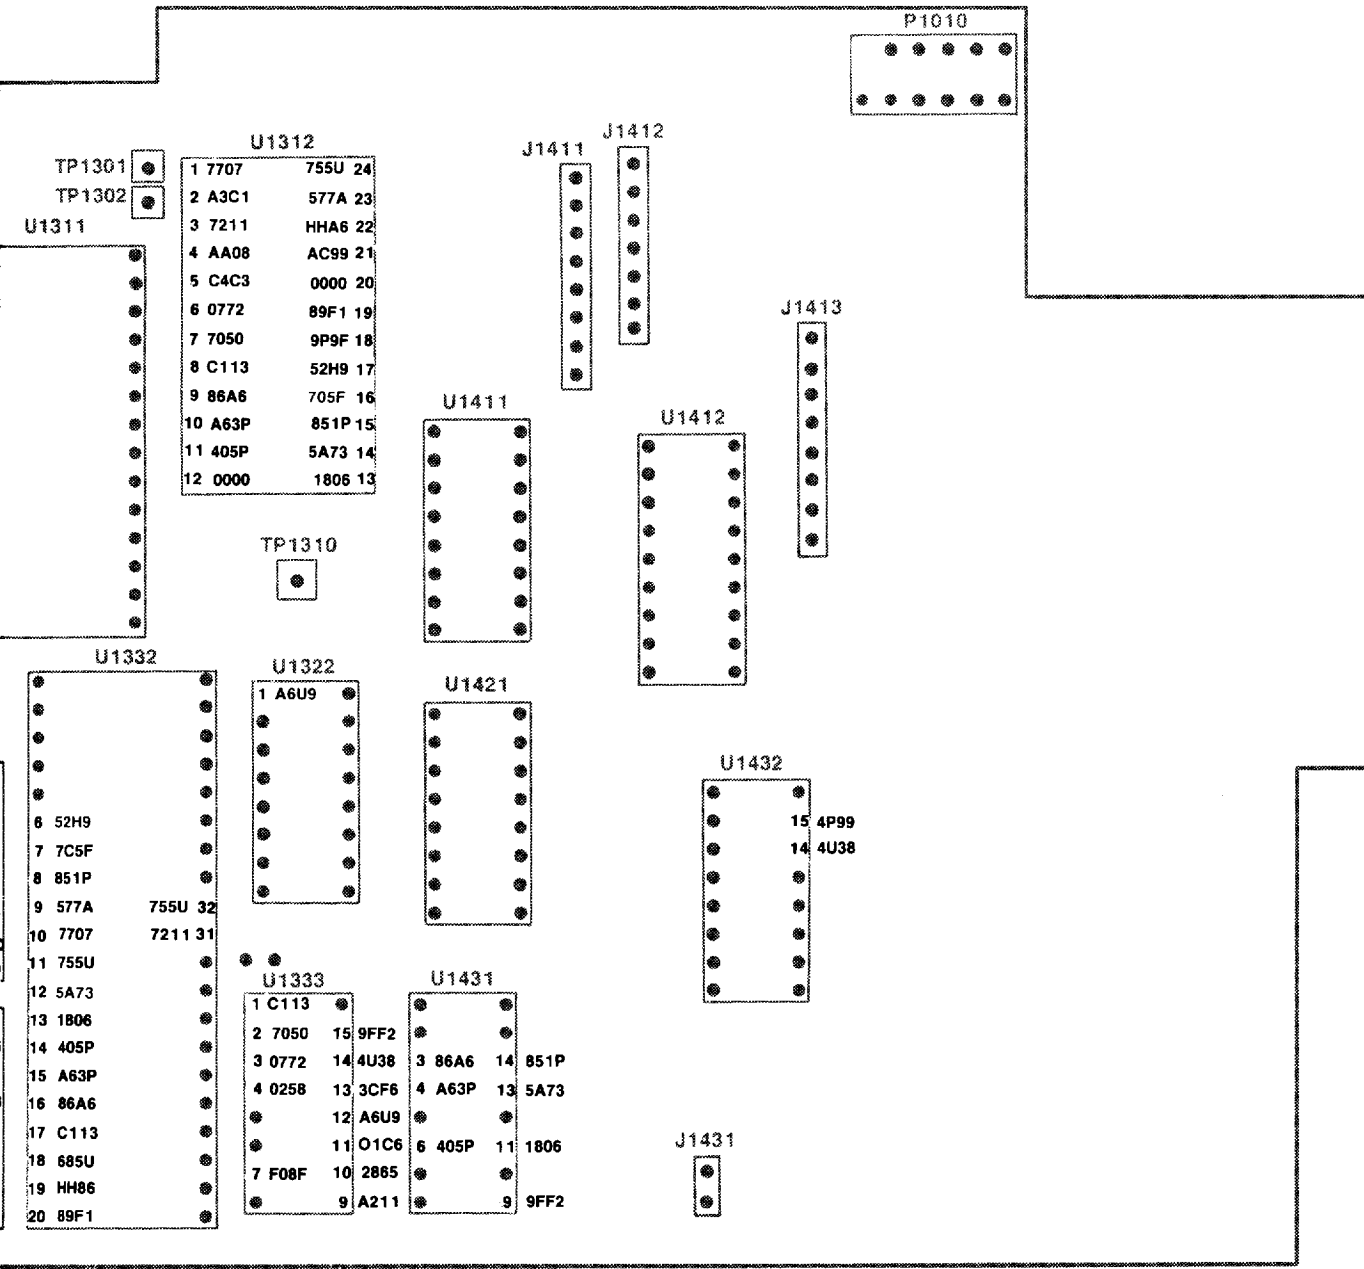 P1010
U1312
J1411
J1412
TP1301
TP1302
U1311
1 7707 755U 24
2 A3C1 577A 23
3 7211 HHA6 22
4 AA08 AC99 21
5 C4C3 0000 20
6 0772 89F1 19
7 7050 9P9F 18
8 C113 52H9 17
9 86A6 705F 16
10 A63P 851P 15
11 405P 5A73 14
12 0000 1806 13
J1413
U1411
U1412
TP1310
U1332
6 52H9
7 7C5F
8 851P
9 577A 755U 32
10 7707 7211 31
11 755U
12 5A73
13 1806
14 405P
15 A63P
16 86A6
17 C113
18 685U
19 HH86
20 89F1
U1322
1 A6U9
U1421
U1432
15 4P99
14 4U38
U1333
1 C113
2 7050 15 9FF2
3 0772 14 4U38
4 0258 13 3CF6
12 A6U9
11 O1C6
7 F08F 10 2865
9 A211
U1431
3 86A6 14 851P
4 A63P 13 5A73
6 405P 11 1806
9 9FF2
J1431